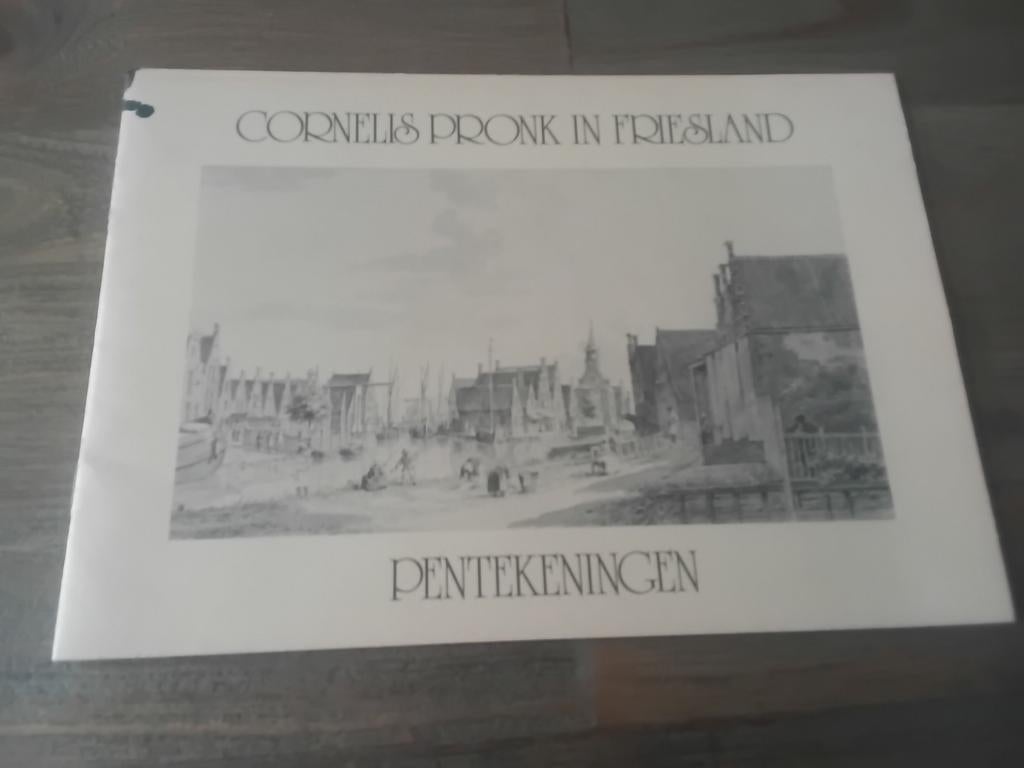 CORNELIS PRONK IN FRIESLAND
PENTEKENINGEN